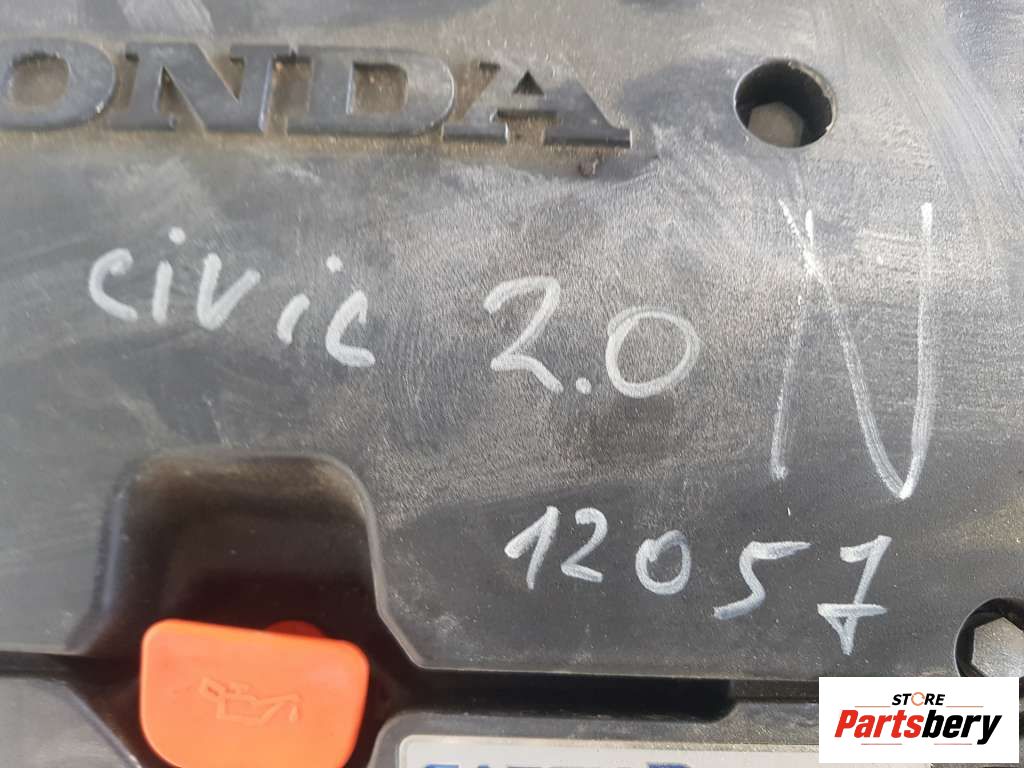 ONDA
civic 2.0 N
12057
STORE
Partsbery